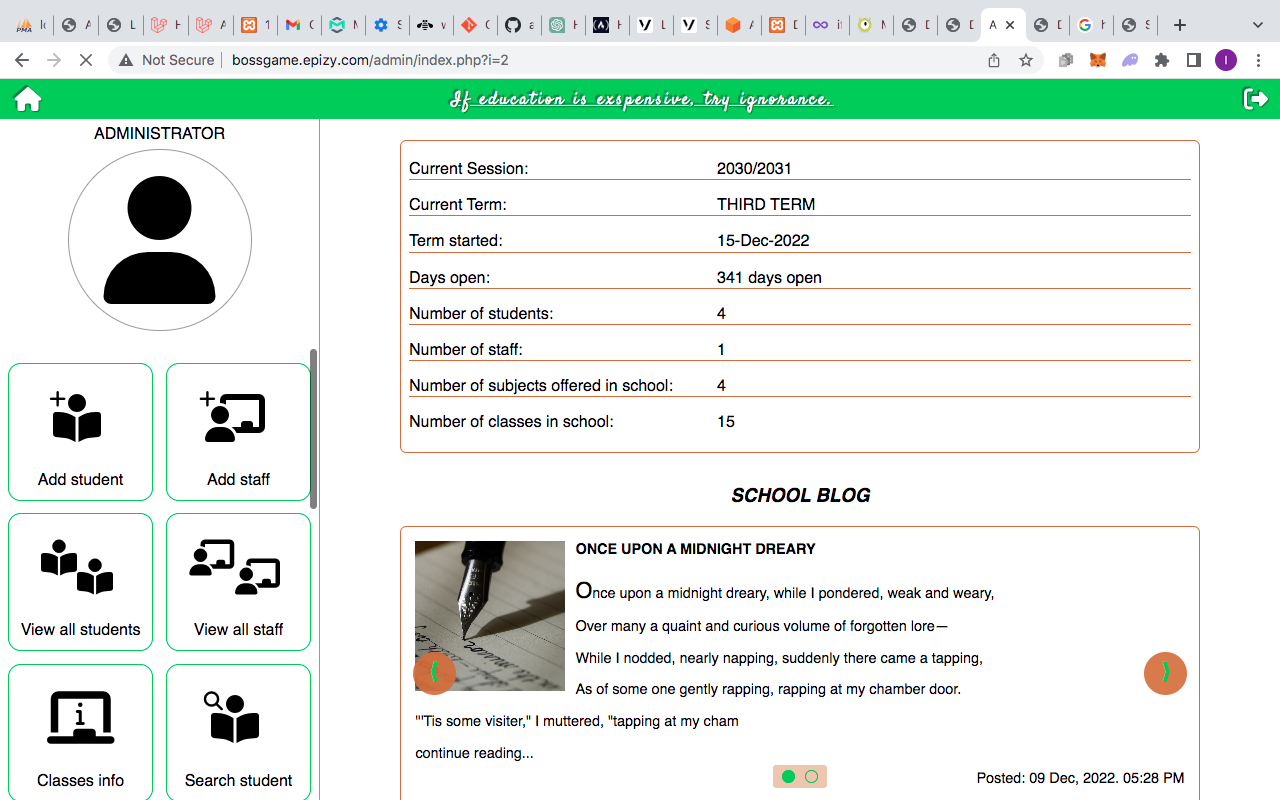 Not Secure
bossgame.epizy.com/admin/index.php?i=2
If education is exspensive, try ignorance.
ADMINISTRATOR
Add student
Add staff
View all students
View all staff
Classes info
Search student
Current Session: 2030/2031
Current Term: THIRD TERM
Term started: 15-Dec-2022
Days open: 341 days open
Number of students: 4
Number of staff: 1
Number of subjects offered in school: 4
Number of classes in school: 15
SCHOOL BLOG
ONCE UPON A MIDNIGHT DREARY
Once upon a midnight dreary, while I pondered, weak and weary,
Over many a quaint and curious volume of forgotten lore—
While I nodded, nearly napping, suddenly there came a tapping,
As of some one gently rapping, rapping at my chamber door.
"'Tis some visiter," I muttered, "tapping at my cham
continue reading...
Posted: 09 Dec, 2022. 05:28 PM